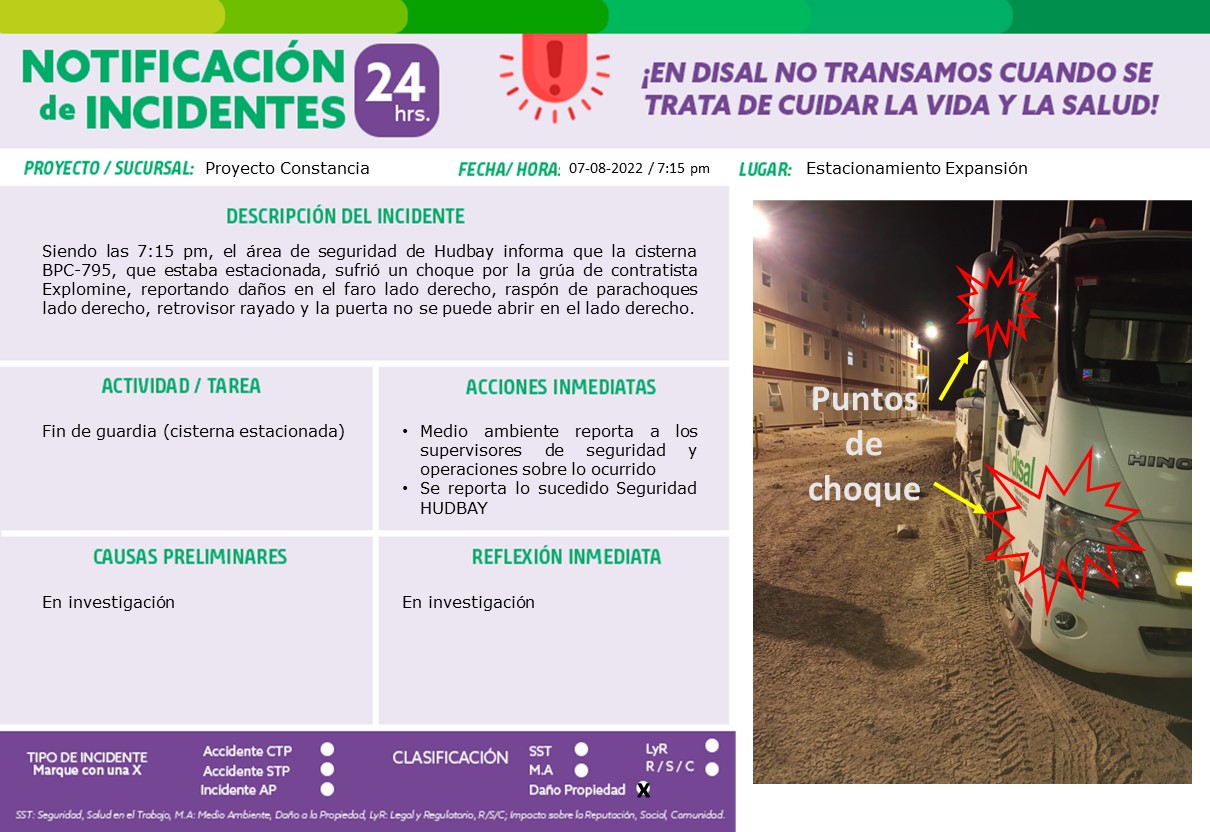 NOTIFICACIÓN
de INCIDENTES
24
hrs.
¡EN DISAL NO TRANSAMOS CUANDO SE
TRATA DE CUIDAR LA VIDA Y LA SALUD!
PROYECTO / SUCURSAL: Proyecto Constancia
FECHA/ HORA: 07-08-2022 / 7:15 pm
LUGAR: Estacionamiento Expansión
DESCRIPCIÓN DEL INCIDENTE
Siendo las 7:15 pm, el área de seguridad de Hudbay informa que la cisterna
BPC-795, que estaba estacionada, sufrió un choque por la grúa de contratista
Explomine, reportando daños en el faro lado derecho, raspón de parachoques
lado derecho, retrovisor rayado y la puerta no se puede abrir en el lado derecho.
ACTIVIDAD / TAREA
Fin de guardia (cisterna estacionada)
ACCIONES INMEDIATAS
• Medio ambiente reporta a los
supervisores de seguridad y
operaciones sobre lo ocurrido
• Se reporta lo sucedido Seguridad
HUDBAY
CAUSAS PRELIMINARES
En investigación
REFLEXIÓN INMEDIATA
En investigación
Puntos
de
choque
disal
HINO
TIPO DE INCIDENTE
Marque con una X
Accidente CTP
Accidente STP
Incidente AP
CLASIFICACIÓN
SST
M.A
Daño Propiedad X
LyR
R/S/C
SST: Seguridad, Salud en el Trabajo, M.A: Medio Ambiente, Daño a la Propiedad, LyR: Legal y Regulatorio, R/S/C; Impacto sobre la Reputación, Social, Comunidad.